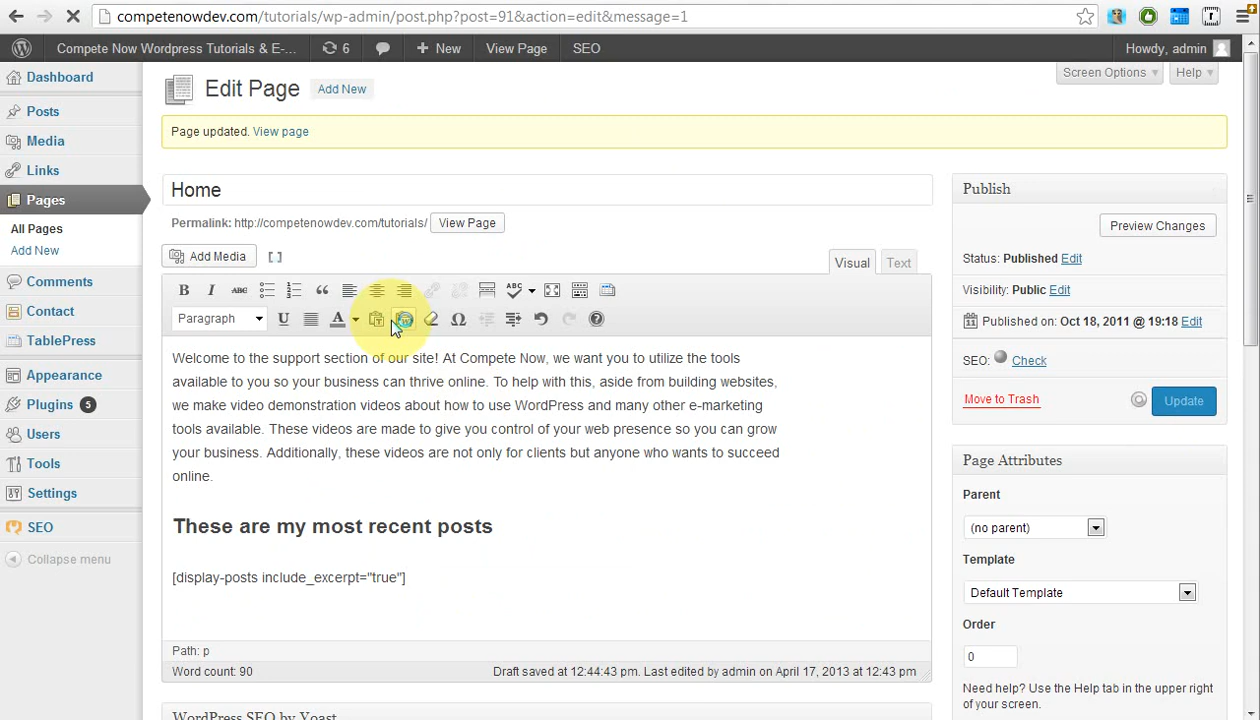 competenowdev.com/tutorials/wp-admin/post.php?post=91&action=edit&message=1
Compete Now Wordpress Tutorials & E-... 6 New View Page SEO Howdy, admin
Dashboard
Posts
Media
Links
Pages
All Pages
Add New
Comments
Contact
TablePress
Appearance
Plugins 5
Users
Tools
Settings
SEO
Collapse menu
Screen Options Help
Edit Page Add New
Page updated. View page
Home
Permalink: http://competenowdev.com/tutorials/ View Page
Add Media [ ] Visual Text
B I ABC ABC
Paragraph U A Ω
Welcome to the support section of our site! At Compete Now, we want you to utilize the tools
available to you so your business can thrive online. To help with this, aside from building websites,
we make video demonstration videos about how to use WordPress and many other e-marketing
tools available. These videos are made to give you control of your web presence so you can grow
your business. Additionally, these videos are not only for clients but anyone who wants to succeed
online.
These are my most recent posts
[display-posts include_excerpt="true"]
Path: p
Word count: 90 Draft saved at 12:44:43 pm. Last edited by admin on April 17, 2013 at 12:43 pm
WordPress SEO by Yoast
Publish
Preview Changes
Status: Published Edit
Visibility: Public Edit
Published on: Oct 18, 2011 @ 19:18 Edit
SEO: Check
Move to Trash Update
Page Attributes
Parent
(no parent)
Template
Default Template
Order
0
Need help? Use the Help tab in the upper right
of your screen.